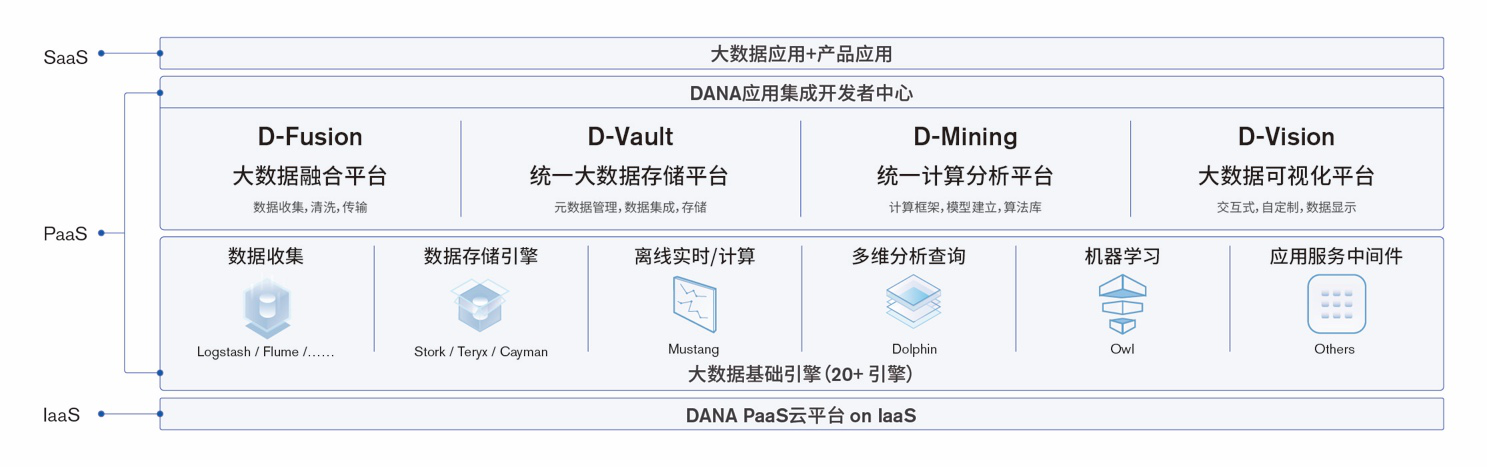 SaaS
大数据应用+产品应用
DANA应用集成开发者中心
D-Fusion
大数据融合平台
数据收集，清洗，传输
D-Vault
统一大数据存储平台
元数据管理，数据集成，存储
D-Mining
统一计算分析平台
计算框架，模型建立，算法库
D-Vision
大数据可视化平台
交互式，自定制，数据显示
PaaS
数据收集
Logstash / Flume /......
数据存储引擎
Stork / Teryx / Cayman
离线实时/计算
Mustang
多维分析查询
Dolphin
机器学习
Owl
应用服务中间件
Others
大数据基础引擎（20+ 引擎）
IaaS
DANA PaaS云平台 on IaaS